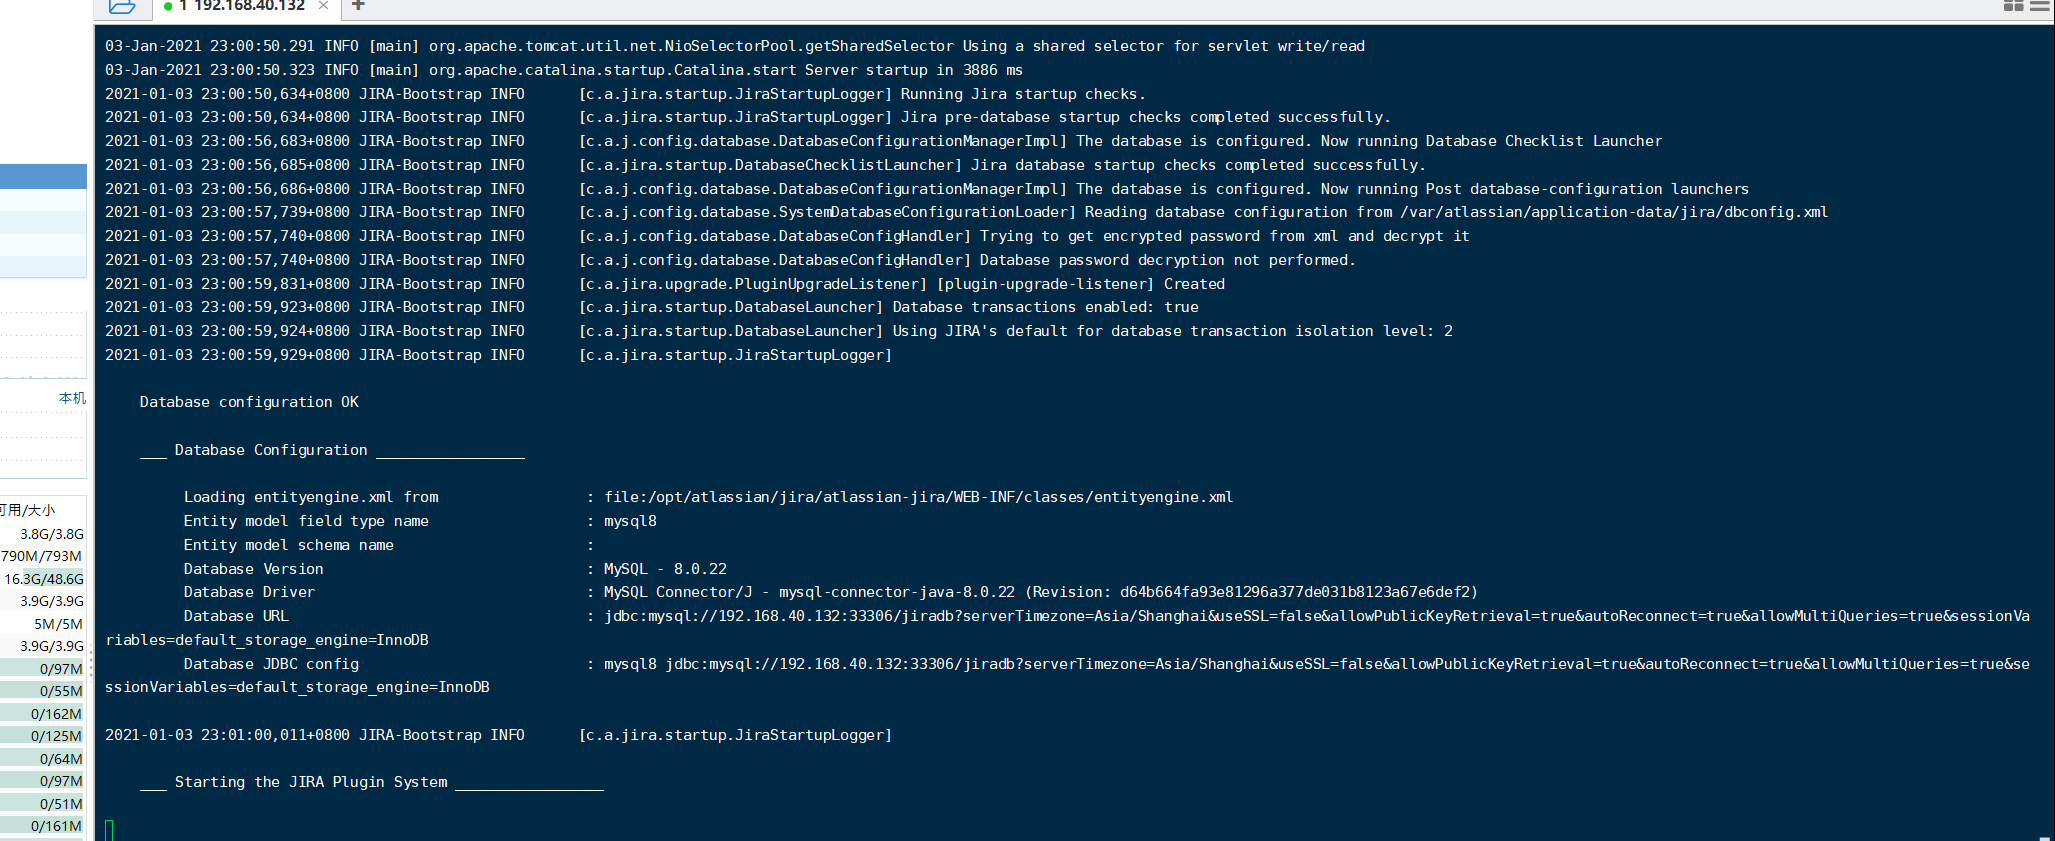 1 192.168.40.132
03-Jan-2021 23:00:50.291 INFO [main] org.apache.tomcat.util.net.NioSelectorPool.getSharedSelector Using a shared selector for servlet write/read
03-Jan-2021 23:00:50.323 INFO [main] org.apache.catalina.startup.Catalina.start Server startup in 3886 ms
2021-01-03 23:00:50,634+0800 JIRA-Bootstrap INFO      [c.a.jira.startup.JiraStartupLogger] Running Jira startup checks.
2021-01-03 23:00:50,634+0800 JIRA-Bootstrap INFO      [c.a.jira.startup.JiraStartupLogger] Jira pre-database startup checks completed successfully.
2021-01-03 23:00:56,683+0800 JIRA-Bootstrap INFO      [c.a.j.config.database.DatabaseConfigurationManagerImpl] The database is configured. Now running Database Checklist Launcher
2021-01-03 23:00:56,685+0800 JIRA-Bootstrap INFO      [c.a.jira.startup.DatabaseChecklistLauncher] Jira database startup checks completed successfully.
2021-01-03 23:00:56,686+0800 JIRA-Bootstrap INFO      [c.a.j.config.database.DatabaseConfigurationManagerImpl] The database is configured. Now running Post database-configuration launchers
2021-01-03 23:00:57,739+0800 JIRA-Bootstrap INFO      [c.a.j.config.database.SystemDatabaseConfigurationLoader] Reading database configuration from /var/atlassian/application-data/jira/dbconfig.xml
2021-01-03 23:00:57,740+0800 JIRA-Bootstrap INFO      [c.a.j.config.database.DatabaseConfigHandler] Trying to get encrypted password from xml and decrypt it
2021-01-03 23:00:57,740+0800 JIRA-Bootstrap INFO      [c.a.j.config.database.DatabaseConfigHandler] Database password decryption not performed.
2021-01-03 23:00:59,831+0800 JIRA-Bootstrap INFO      [c.a.jira.upgrade.PluginUpgradeListener] [plugin-upgrade-listener] Created
2021-01-03 23:00:59,923+0800 JIRA-Bootstrap INFO      [c.a.jira.startup.DatabaseLauncher] Database transactions enabled: true
2021-01-03 23:00:59,924+0800 JIRA-Bootstrap INFO      [c.a.jira.startup.DatabaseLauncher] Using JIRA's default for database transaction isolation level: 2
2021-01-03 23:00:59,929+0800 JIRA-Bootstrap INFO      [c.a.jira.startup.JiraStartupLogger]
Database configuration OK
___ Database Configuration _________________
Loading entityengine.xml from                 : file:/opt/atlassian/jira/atlassian-jira/WEB-INF/classes/entityengine.xml
Entity model field type name                  : mysql8
Entity model schema name                      :
Database Version                              : MySQL - 8.0.22
Database Driver                               : MySQL Connector/J - mysql-connector-java-8.0.22 (Revision: d64b664fa93e81296a377de031b8123a67e6def2)
Database URL                                  : jdbc:mysql://192.168.40.132:33306/jiradb?serverTimezone=Asia/Shanghai&useSSL=false&allowPublicKeyRetrieval=true&autoReconnect=true&allowMultiQueries=true&sessionVa
riables=default_storage_engine=InnoDB
Database JDBC config                          : mysql8 jdbc:mysql://192.168.40.132:33306/jiradb?serverTimezone=Asia/Shanghai&useSSL=false&allowPublicKeyRetrieval=true&autoReconnect=true&allowMultiQueries=true&se
ssionVariables=default_storage_engine=InnoDB
2021-01-03 23:01:00,011+0800 JIRA-Bootstrap INFO      [c.a.jira.startup.JiraStartupLogger]
___ Starting the JIRA Plugin System _________________
本机
可用/大小
3.8G/3.8G
790M/793M
16.3G/48.6G
3.9G/3.9G
5M/5M
3.9G/3.9G
0/97M
0/55M
0/162M
0/125M
0/64M
0/97M
0/51M
0/161M